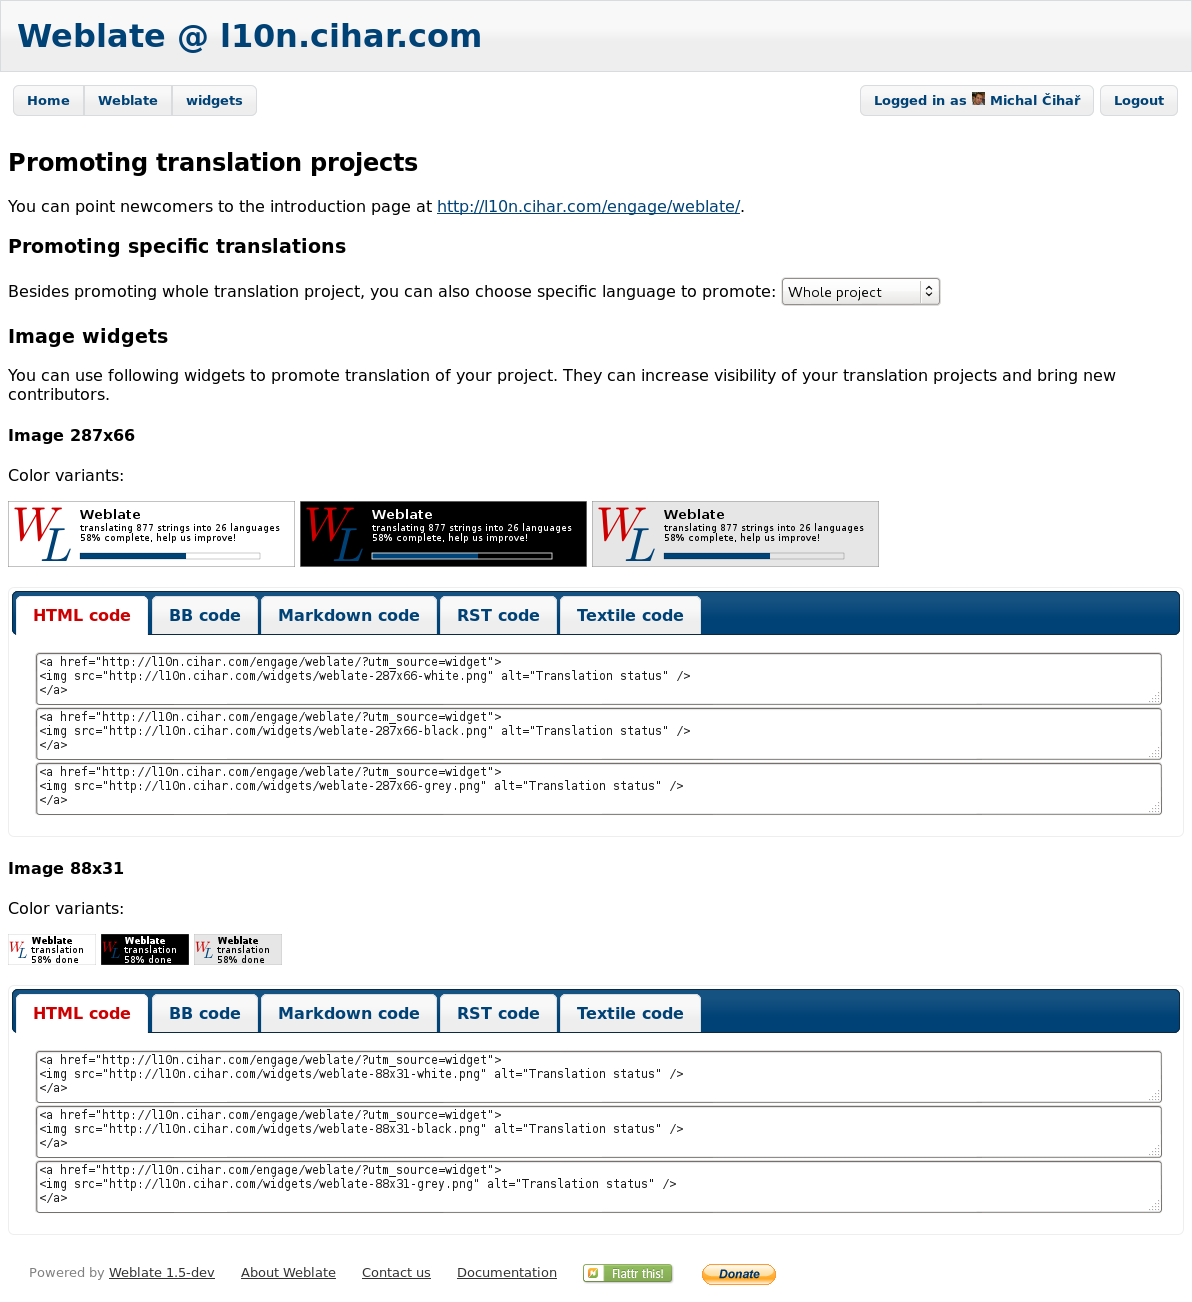 Weblate @ l10n.cihar.com
Home Weblate widgets Logged in as Michal Čihař Logout
Promoting translation projects
You can point newcomers to the introduction page at http://l10n.cihar.com/engage/weblate/.
Promoting specific translations
Besides promoting whole translation project, you can also choose specific language to promote: Whole project
Image widgets
You can use following widgets to promote translation of your project. They can increase visibility of your translation projects and bring new
contributors.
Image 287x66
Color variants:
WL Weblate
translating 877 strings into 26 languages
58% complete, help us improve!
WL Weblate
translating 877 strings into 26 languages
58% complete, help us improve!
WL Weblate
translating 877 strings into 26 languages
58% complete, help us improve!
HTML code BB code Markdown code RST code Textile code
<a href="http://l10n.cihar.com/engage/weblate/?utm_source=widget">
<img src="http://l10n.cihar.com/widgets/weblate-287x66-white.png" alt="Translation status" />
</a>
<a href="http://l10n.cihar.com/engage/weblate/?utm_source=widget">
<img src="http://l10n.cihar.com/widgets/weblate-287x66-black.png" alt="Translation status" />
</a>
<a href="http://l10n.cihar.com/engage/weblate/?utm_source=widget">
<img src="http://l10n.cihar.com/widgets/weblate-287x66-grey.png" alt="Translation status" />
</a>
Image 88x31
Color variants:
WL Weblate
translation
58% done
WL Weblate
translation
58% done
WL Weblate
translation
58% done
HTML code BB code Markdown code RST code Textile code
<a href="http://l10n.cihar.com/engage/weblate/?utm_source=widget">
<img src="http://l10n.cihar.com/widgets/weblate-88x31-white.png" alt="Translation status" />
</a>
<a href="http://l10n.cihar.com/engage/weblate/?utm_source=widget">
<img src="http://l10n.cihar.com/widgets/weblate-88x31-black.png" alt="Translation status" />
</a>
<a href="http://l10n.cihar.com/engage/weblate/?utm_source=widget">
<img src="http://l10n.cihar.com/widgets/weblate-88x31-grey.png" alt="Translation status" />
</a>
Powered by Weblate 1.5-dev About Weblate Contact us Documentation Flattr this! Donate